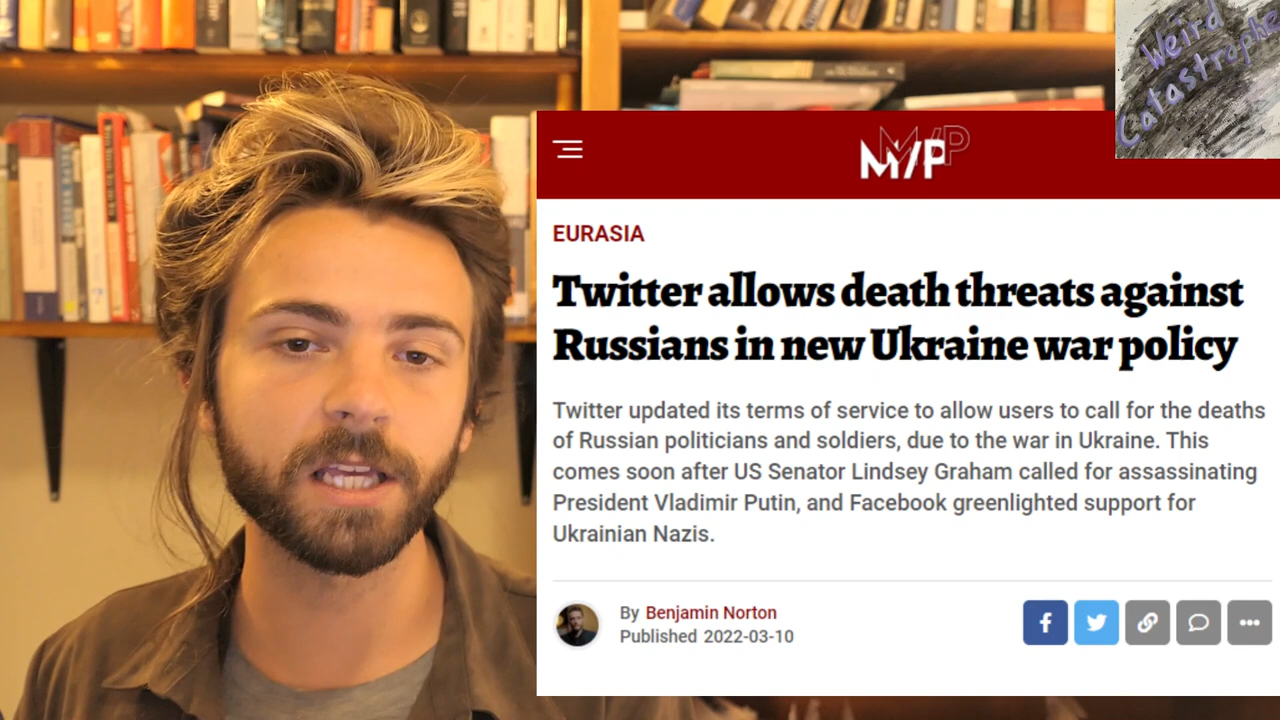 Weird
Catastrophe
M/P
EURASIA
Twitter allows death threats against
Russians in new Ukraine war policy
Twitter updated its terms of service to allow users to call for the deaths
of Russian politicians and soldiers, due to the war in Ukraine. This
comes soon after US Senator Lindsey Graham called for assassinating
President Vladimir Putin, and Facebook greenlighted support for
Ukrainian Nazis.
By Benjamin Norton
Published 2022-03-10